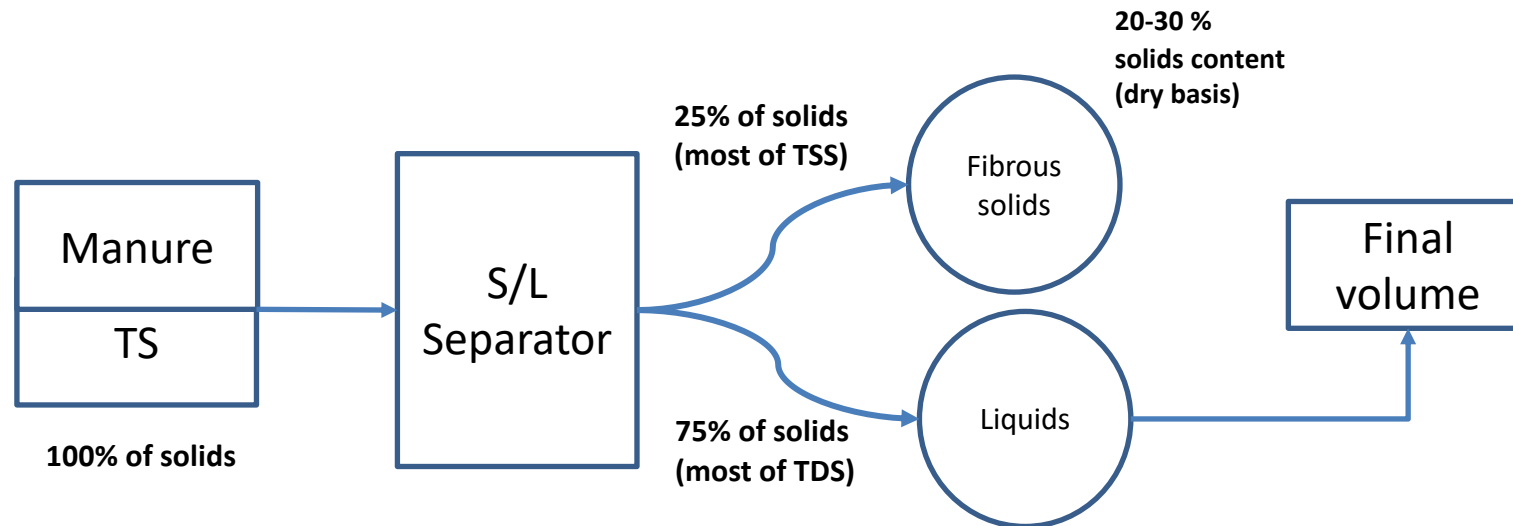 Manure
TS
100% of solids
S/L
Separator
25% of solids
(most of TSS)
75% of solids
(most of TDS)
20-30 %
solids content
(dry basis)
Fibrous
solids
Liquids
Final
volume